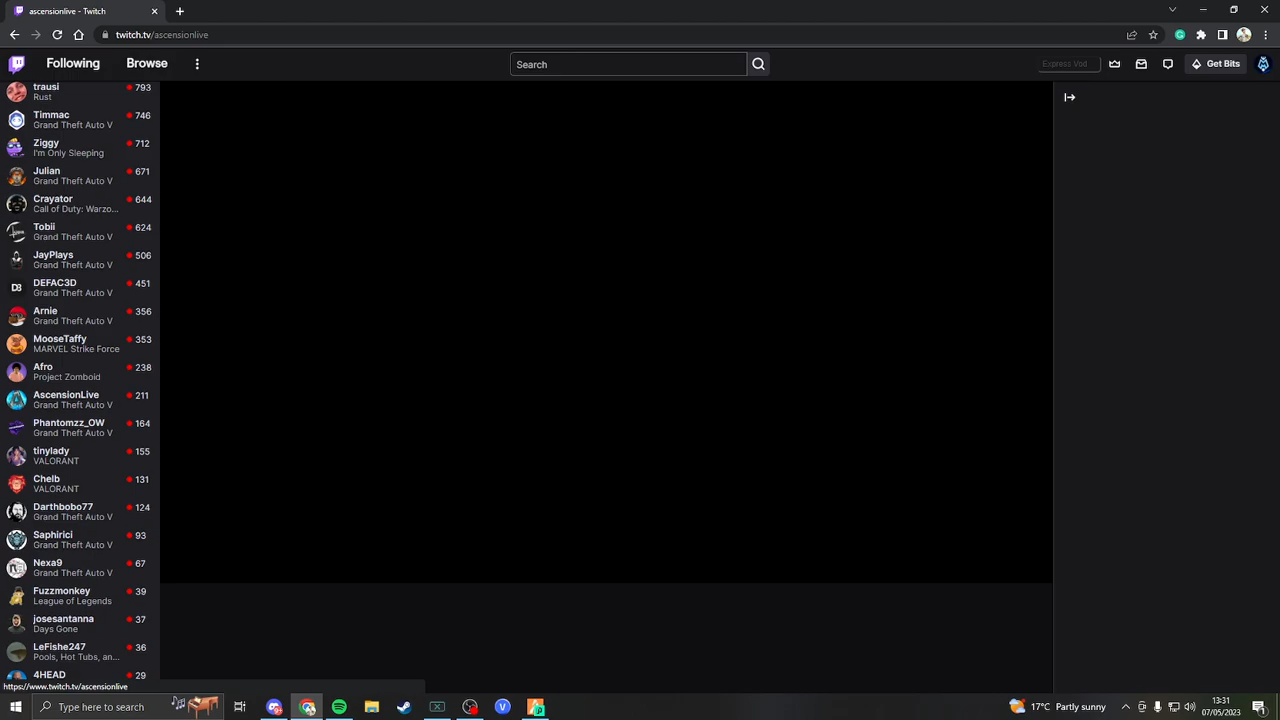 ascensionlive - Twitch
twitch.tv/ascensionlive
Following
Browse
Search
Express Vod
Get Bits
trausi 793
Rust
Timmac 746
Grand Theft Auto V
Ziggy 712
I'm Only Sleeping
Julian 671
Grand Theft Auto V
Crayator 644
Call of Duty: Warzo...
Tobii 624
Grand Theft Auto V
JayPlays 506
Grand Theft Auto V
DEFAC3D 451
Grand Theft Auto V
D3
Arnie 356
Grand Theft Auto V
MooseTaffy 353
MARVEL Strike Force
Afro 238
Project Zomboid
AscensionLive 211
Grand Theft Auto V
Phantomzz_OW 164
Grand Theft Auto V
tinylady 155
VALORANT
Chelb 131
VALORANT
Darthbobo77 124
Grand Theft Auto V
Saphirici 93
Grand Theft Auto V
Nexa9 67
Grand Theft Auto V
Fuzzmonkey 39
League of Legends
josesantanna 37
Days Gone
LeFishe247 36
Pools, Hot Tubs, an...
4HEAD 29
https://www.twitch.tv/ascensionlive
Type here to search
17°C Partly sunny
13:31
07/05/2023